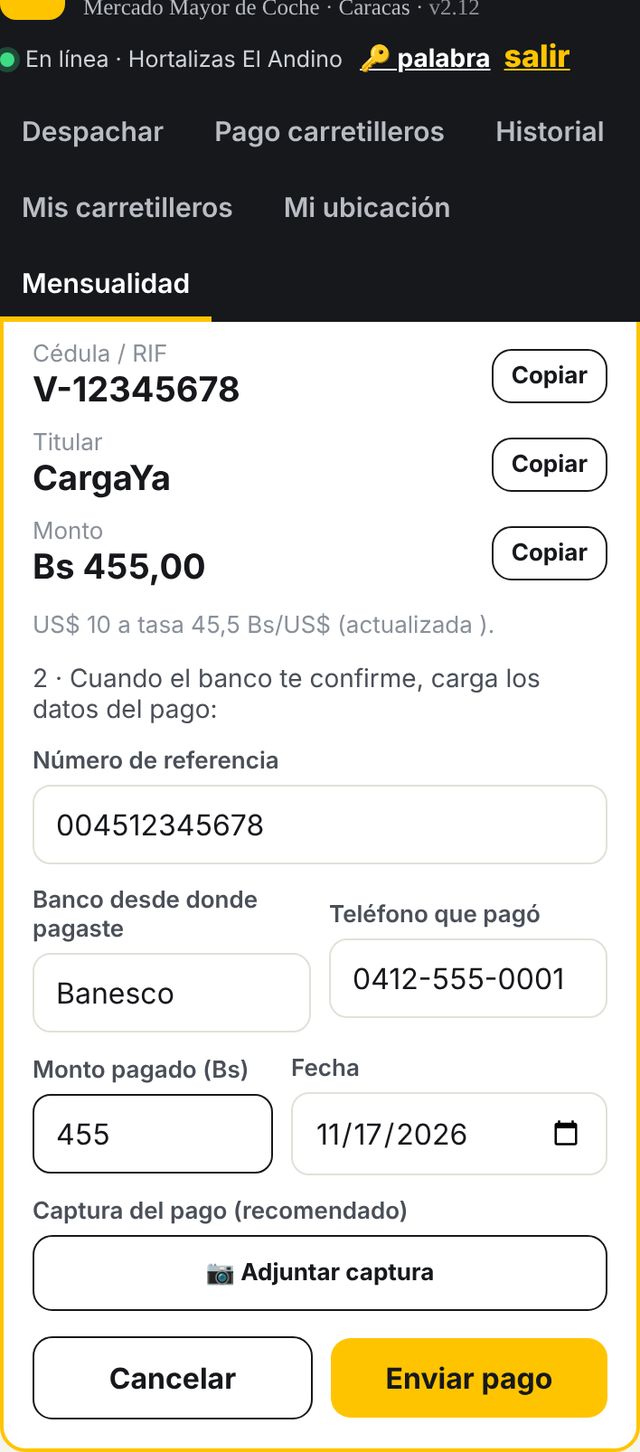 Mercado Mayor de Coche · Caracas · v2.12
En línea · Hortalizas El Andino 🔑 palabra salir
Despachar Pago carretilleros Historial
Mis carretilleros Mi ubicación
Mensualidad
Cédula / RIF
V-12345678
Copiar
Titular
CargaYa
Copiar
Monto
Bs 455,00
Copiar
US$ 10 a tasa 45,5 Bs/US$ (actualizada ).
2 · Cuando el banco te confirme, carga los
datos del pago:
Número de referencia
004512345678
Banco desde donde
pagaste
Banesco
Teléfono que pagó
0412-555-0001
Monto pagado (Bs)
455
Fecha
11/17/2026
Captura del pago (recomendado)
📷 Adjuntar captura
Cancelar Enviar pago